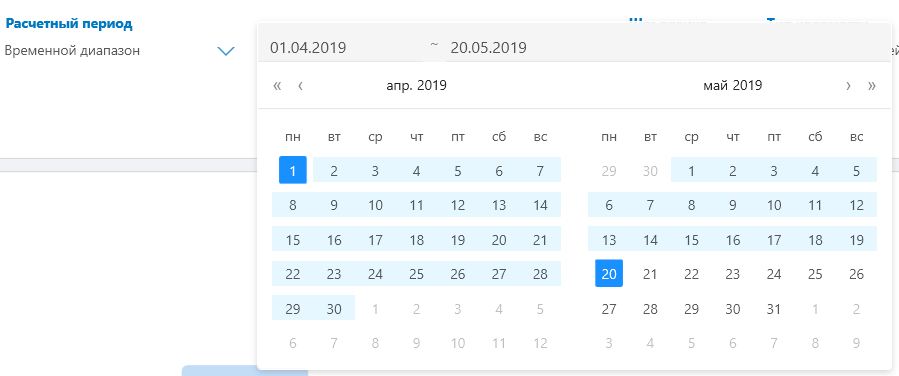 Расчетный период
Временной диапазон
01.04.2019 ~ 20.05.2019
« ‹ апр. 2019 май 2019 › »
пн вт ср чт пт сб вс пн вт ср чт пт сб вс
1 2 3 4 5 6 7 29 30 1 2 3 4 5
8 9 10 11 12 13 14 6 7 8 9 10 11 12
15 16 17 18 19 20 21 13 14 15 16 17 18 19
22 23 24 25 26 27 28 20 21 22 23 24 25 26
29 30 1 2 3 4 5 27 28 29 30 31 1 2
6 7 8 9 10 11 12 3 4 5 6 7 8 9